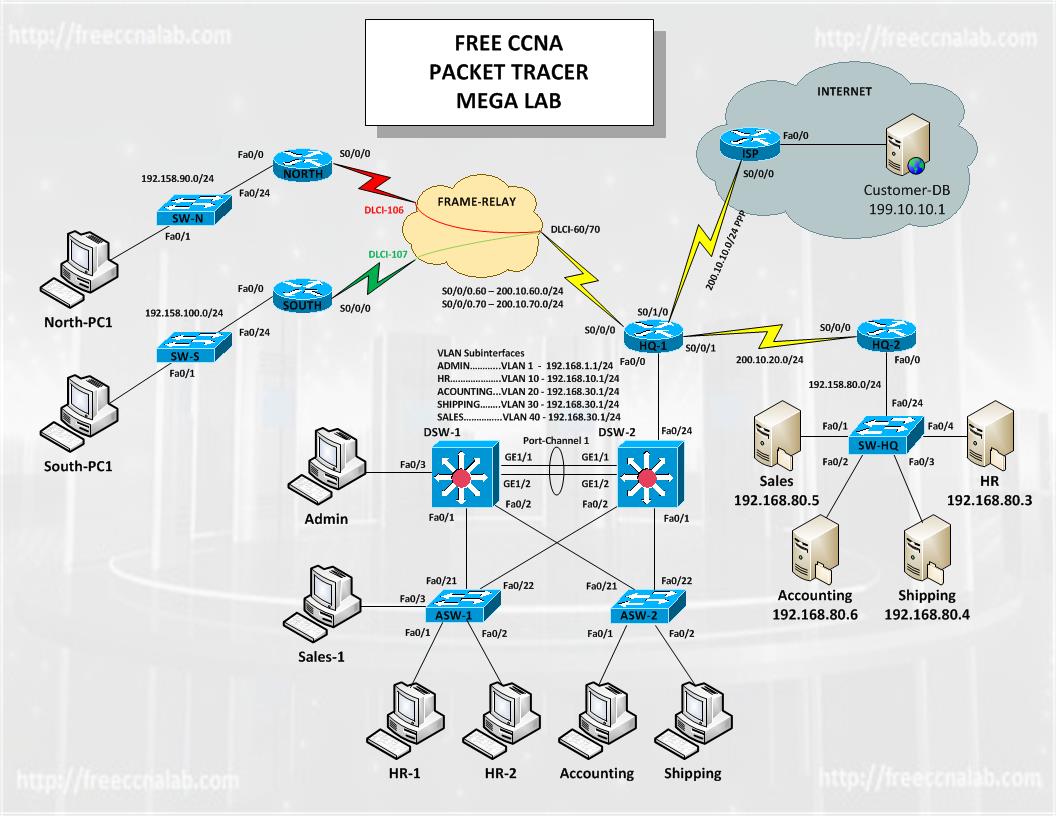 http://freeccnalab.com
http://freeccnalab.com
FREE CCNA
PACKET TRACER
MEGA LAB
INTERNET
ISP
Fa0/0
S0/0/0
Customer-DB
199.10.10.1
200.10.10.0/24 PPP
Fa0/0
S0/0/0
NORTH
192.158.90.0/24
Fa0/24
SW-N
Fa0/1
North-PC1
DLCI-106
FRAME-RELAY
DLCI-60/70
DLCI-107
Fa0/0
SOUTH
S0/0/0
192.158.100.0/24
Fa0/24
SW-S
Fa0/1
South-PC1
S0/0/0.60 – 200.10.60.0/24
S0/0/0.70 – 200.10.70.0/24
S0/1/0
S0/0/0
HQ-1
S0/0/1
Fa0/0
200.10.20.0/24
S0/0/0
HQ-2
Fa0/0
192.158.80.0/24
Fa0/24
Fa0/1
Fa0/4
SW-HQ
Fa0/2
Fa0/3
Sales
192.168.80.5
HR
192.168.80.3
Accounting
192.168.80.6
Shipping
192.168.80.4
VLAN Subinterfaces
ADMIN............VLAN 1 - 192.168.1.1/24
HR.....................VLAN 10 - 192.168.10.1/24
ACOUNTING...VLAN 20 - 192.168.30.1/24
SHIPPING........VLAN 30 - 192.168.30.1/24
SALES...............VLAN 40 - 192.168.30.1/24
DSW-1
Port-Channel 1
DSW-2
Fa0/24
GE1/1
GE1/1
GE1/2
GE1/2
Fa0/3
Fa0/2
Fa0/2
Fa0/1
Fa0/1
Admin
Fa0/21
Fa0/22
Fa0/21
Fa0/22
Fa0/3
ASW-1
ASW-2
Fa0/1
Fa0/2
Fa0/1
Fa0/2
Sales-1
HR-1
HR-2
Accounting
Shipping
http://freeccnalab.com
http://freeccnalab.com